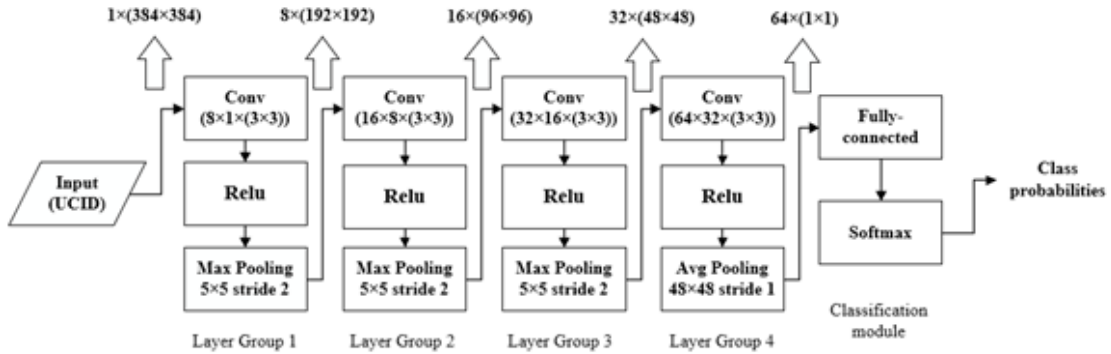 1×(384×384)
8×(192×192)
16×(96×96)
32×(48×48)
64×(1×1)
Input
(UCID)
Conv
(8×1×(3×3))
Relu
Max Pooling
5×5 stride 2
Layer Group 1
Conv
(16×8×(3×3))
Relu
Max Pooling
5×5 stride 2
Layer Group 2
Conv
(32×16×(3×3))
Relu
Max Pooling
5×5 stride 2
Layer Group 3
Conv
(64×32×(3×3))
Relu
Avg Pooling
48×48 stride 1
Layer Group 4
Fully-
connected
Softmax
Classification
module
Class
probabilities